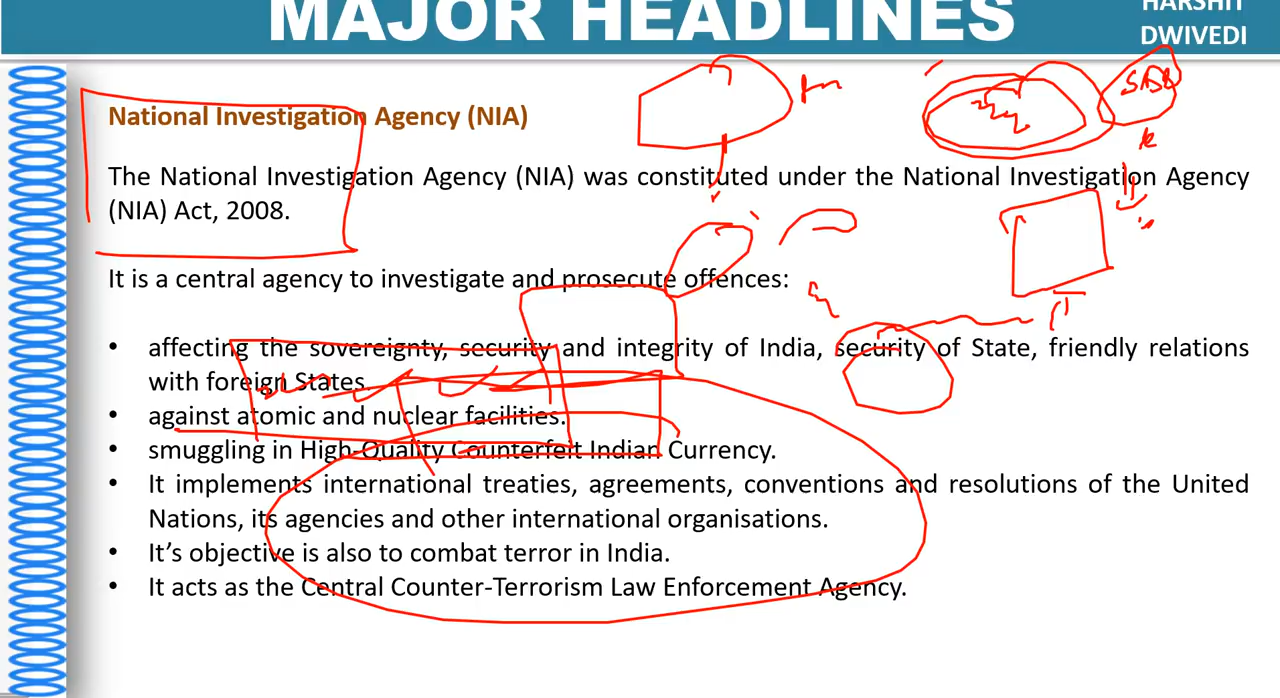 MAJOR HEADLINES
HARSHIT
DWIVEDI
National Investigation Agency (NIA)
The National Investigation Agency (NIA) was constituted under the National Investigation Agency
(NIA) Act, 2008.
It is a central agency to investigate and prosecute offences:
• affecting the sovereignty, security and integrity of India, security of State, friendly relations
with foreign States.
• against atomic and nuclear facilities.
• smuggling in High-Quality Counterfeit Indian Currency.
• It implements international treaties, agreements, conventions and resolutions of the United
Nations, its agencies and other international organisations.
• It's objective is also to combat terror in India.
• It acts as the Central Counter-Terrorism Law Enforcement Agency.